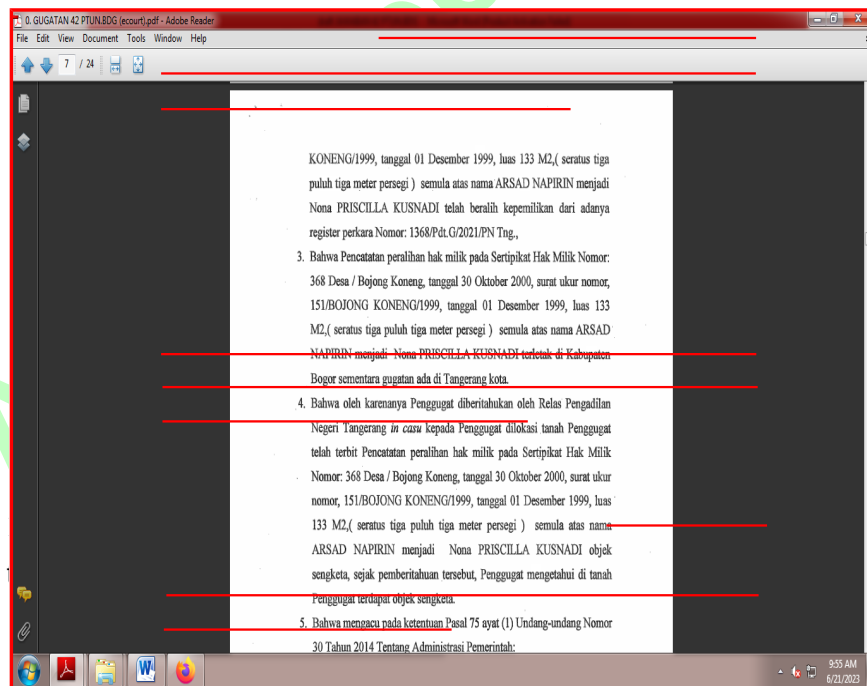 0. GUGATAN 42 PTUN.BDG (ecourt).pdf - Adobe Reader
File Edit View Document Tools Window Help
7 / 24
KONENG/1999, tanggal 01 Desember 1999, luas 133 M2,( seratus tiga
puluh tiga meter persegi ) semula atas nama ARSAD NAPIRIN menjadi
Nona PRISCILLA KUSNADI telah beralih kepemilikan dari adanya
register perkara Nomor: 1368/Pdt.G/2021/PN Tng.,
3. Bahwa Pencatatan peralihan hak milik pada Sertipikat Hak Milik Nomor:
368 Desa / Bojong Koneng, tanggal 30 Oktober 2000, surat ukur nomor,
151/BOJONG KONENG/1999, tanggal 01 Desember 1999, luas 133
M2,( seratus tiga puluh tiga meter persegi ) semula atas nama ARSAD
NAPIRIN menjadi Nona PRISCILLA KUSNADI terletak di Kabupaten
Bogor sementara gugatan ada di Tangerang kota.
4. Bahwa oleh karenanya Penggugat diberitahukan oleh Relas Pengadilan
Negeri Tangerang in casu kepada Penggugat dilokasi tanah Penggugat
telah terbit Pencatatan peralihan hak milik pada Sertipikat Hak Milik
Nomor: 368 Desa / Bojong Koneng, tanggal 30 Oktober 2000, surat ukur
nomor, 151/BOJONG KONENG/1999, tanggal 01 Desember 1999, luas
133 M2,( seratus tiga puluh tiga meter persegi ) semula atas nama
ARSAD NAPIRIN menjadi Nona PRISCILLA KUSNADI objek
sengketa, sejak pemberitahuan tersebut, Penggugat mengetahui di tanah
Penggugat terdapat objek sengketa.
5. Bahwa mengacu pada ketentuan Pasal 75 ayat (1) Undang-undang Nomor
30 Tahun 2014 Tentang Administrasi Pemerintah:
9:55 AM
6/21/2023